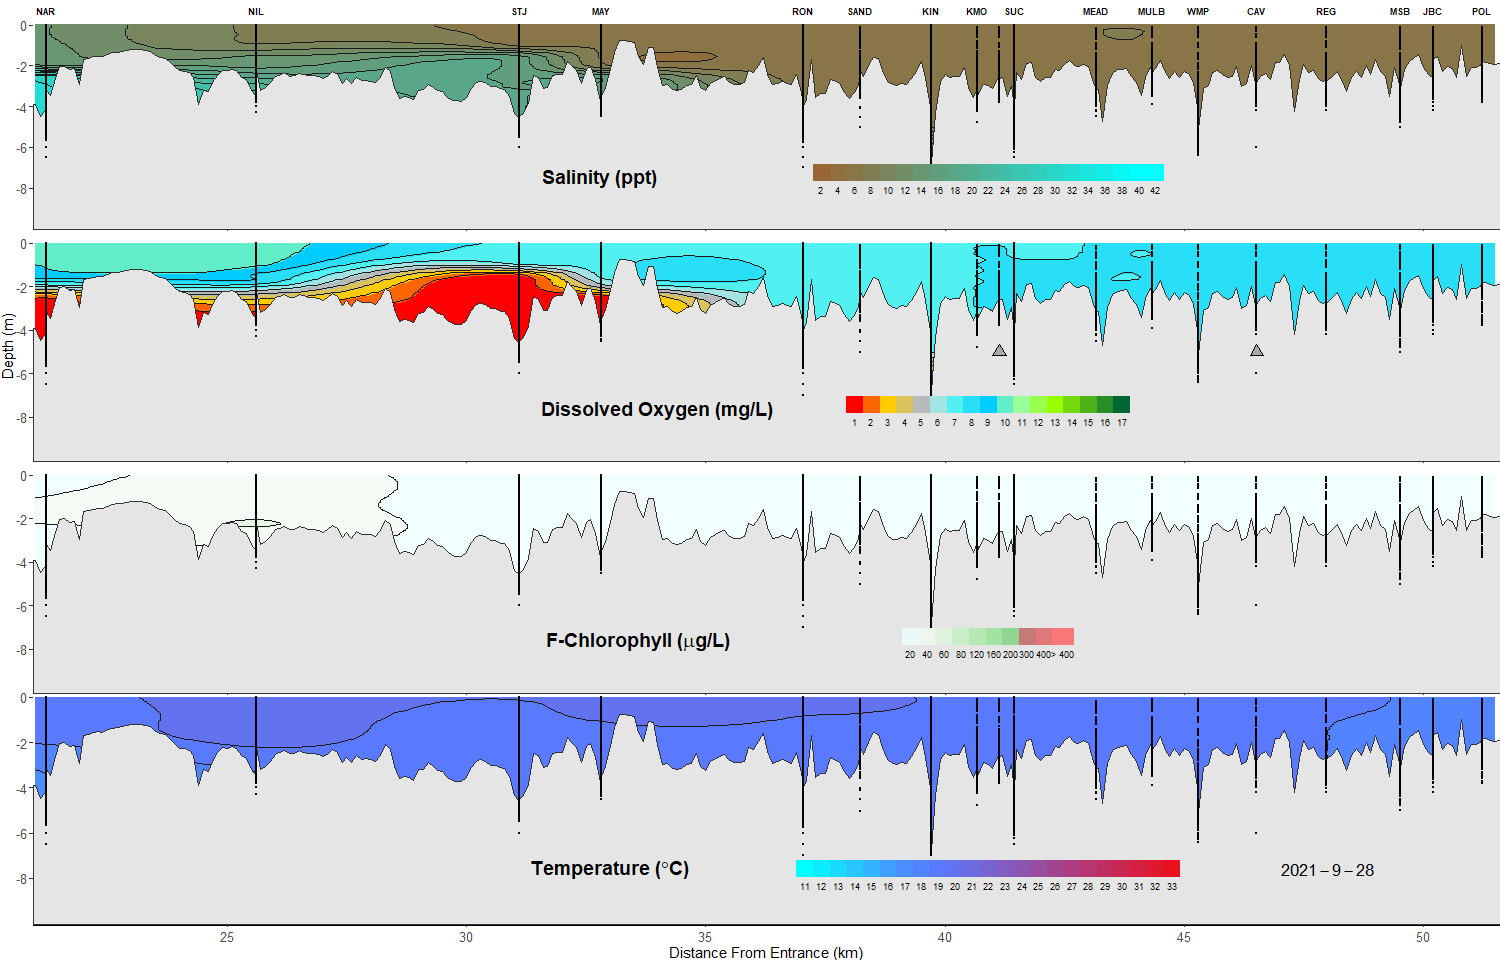 NAR NIL STJ MAY RON SAND KIN KMO SUC MEAD MULB WMP CAV REG MSB JBC POL
0
-2
-4
-6
-8
Salinity (ppt)
2 4 6 8 10 12 14 16 18 20 22 24 26 28 30 32 34 36 38 40 42
0
-2
-4
-6
-8
Depth (m)
Dissolved Oxygen (mg/L)
1 2 3 4 5 6 7 8 9 10 11 12 13 14 15 16 17
0
-2
-4
-6
-8
F-Chlorophyll (μg/L)
20 40 60 80 120 160 200 300 400> 400
0
-2
-4
-6
-8
Temperature (°C)
11 12 13 14 15 16 17 18 19 20 21 22 23 24 25 26 27 28 29 30 31 32 33
2021 – 9 – 28
25 30 35 40 45 50
Distance From Entrance (km)